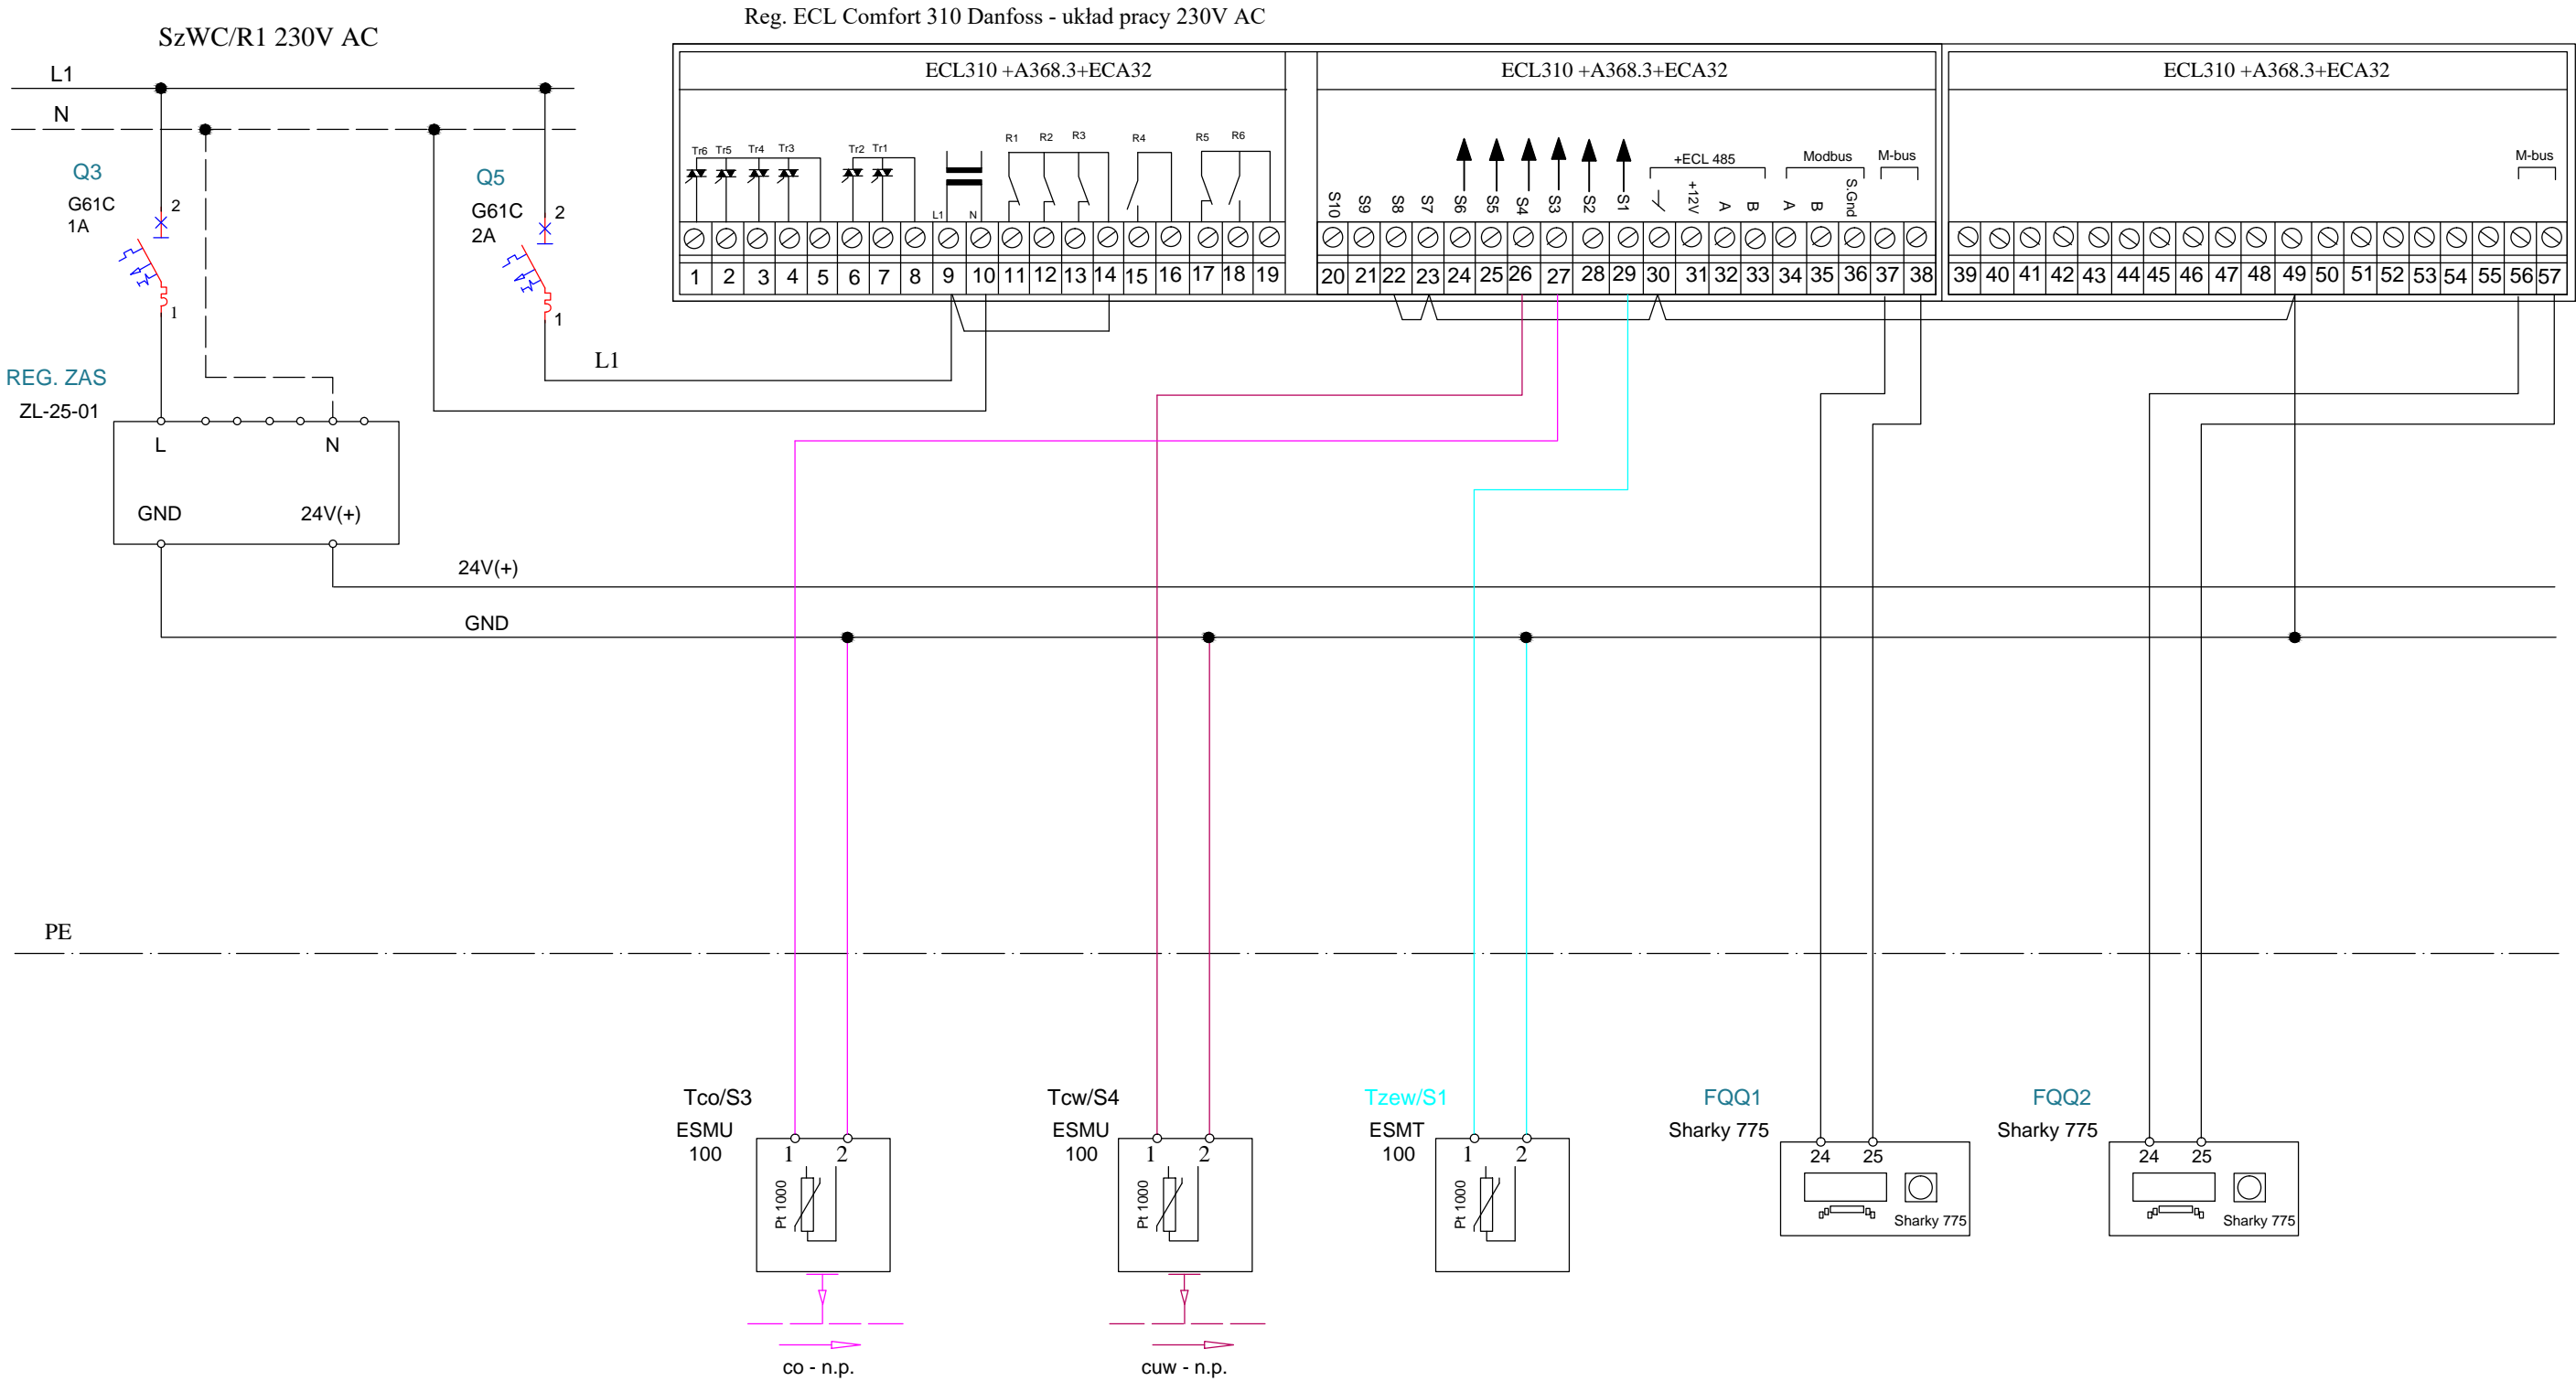 Reg. ECL Comfort 310 Danfoss - układ pracy 230V AC
SzWC/R1 230V AC
L1
N
Q3
G61C
1A
2
1
Q5
G61C
2A
2
1
L1
REG. ZAS
ZL-25-01
L
N
GND
24V(+)
24V(+)
GND
PE
ECL310 +A368.3+ECA32
Tr6 Tr5 Tr4 Tr3 Tr2 Tr1
L1 N
R1 R2 R3 R4 R5 R6
1 2 3 4 5 6 7 8 9 10 11 12 13 14 15 16 17 18 19
ECL310 +A368.3+ECA32
+ECL 485 Modbus M-bus
S10 S9 S8 S7 S6 S5 S4 S3 S2 S1 +12V A B A B S.Gnd
20 21 22 23 24 25 26 27 28 29 30 31 32 33 34 35 36 37 38
ECL310 +A368.3+ECA32
M-bus
39 40 41 42 43 44 45 46 47 48 49 50 51 52 53 54 55 56 57
Tco/S3
ESMU
100
1 2
Pt 1000
co - n.p.
Tcw/S4
ESMU
100
1 2
Pt 1000
cuw - n.p.
Tzew/S1
ESMT
100
1 2
Pt 1000
FQQ1
Sharky 775
24 25
Sharky 775
FQQ2
Sharky 775
24 25
Sharky 775